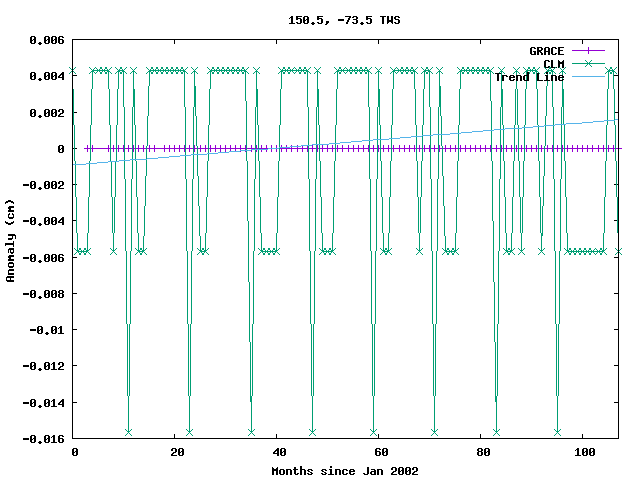 150.5, -73.5 TWS
GRACE
CLM
Trend Line
0.006
0.004
0.002
0
-0.002
-0.004
-0.006
-0.008
-0.01
-0.012
-0.014
-0.016
Anomaly (cm)
0 20 40 60 80 100
Months since Jan 2002